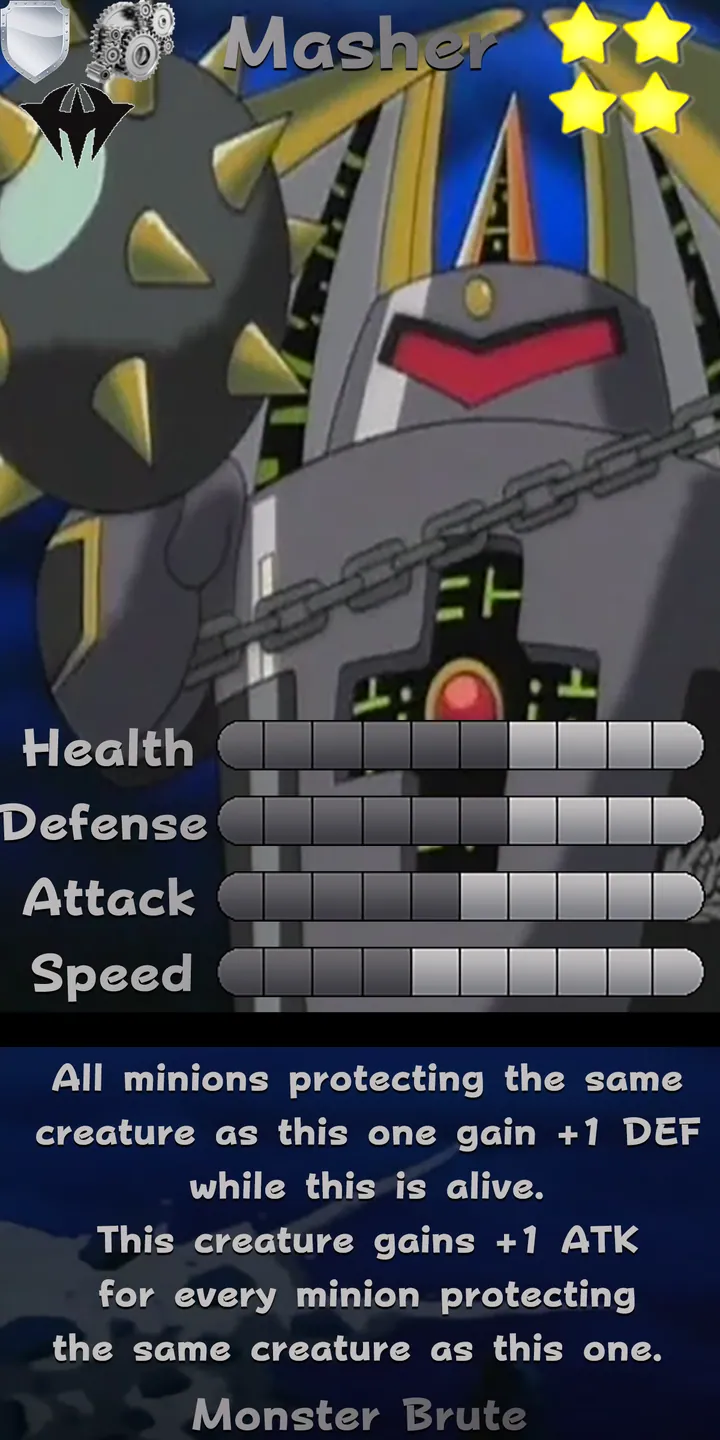 Masher
Health
Defense
Attack
Speed
All minions protecting the same
creature as this one gain +1 DEF
while this is alive.
This creature gains +1 ATK
for every minion protecting
the same creature as this one.
Monster Brute